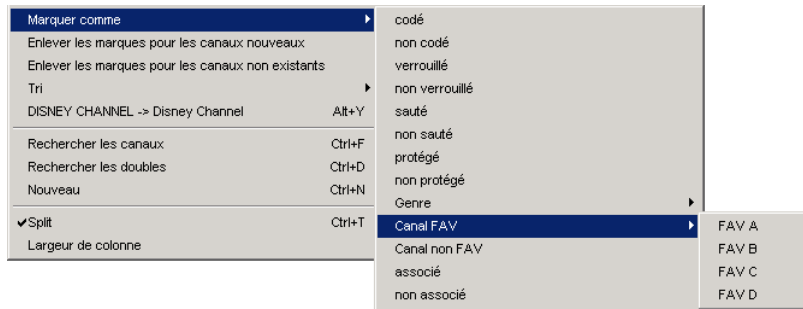 Marquer comme
Enlever les marques pour les canaux nouveaux
Enlever les marques pour les canaux non existants
Tri
DISNEY CHANNEL -> Disney Channel Alt+Y
Rechercher les canaux Ctrl+F
Rechercher les doubles Ctrl+D
Nouveau Ctrl+N
Split Ctrl+T
Largeur de colonne
codé
non codé
verrouillé
non verrouillé
sauté
non sauté
protégé
non protégé
Genre
Canal FAV
Canal non FAV
associé
non associé
FAV A
FAV B
FAV C
FAV D